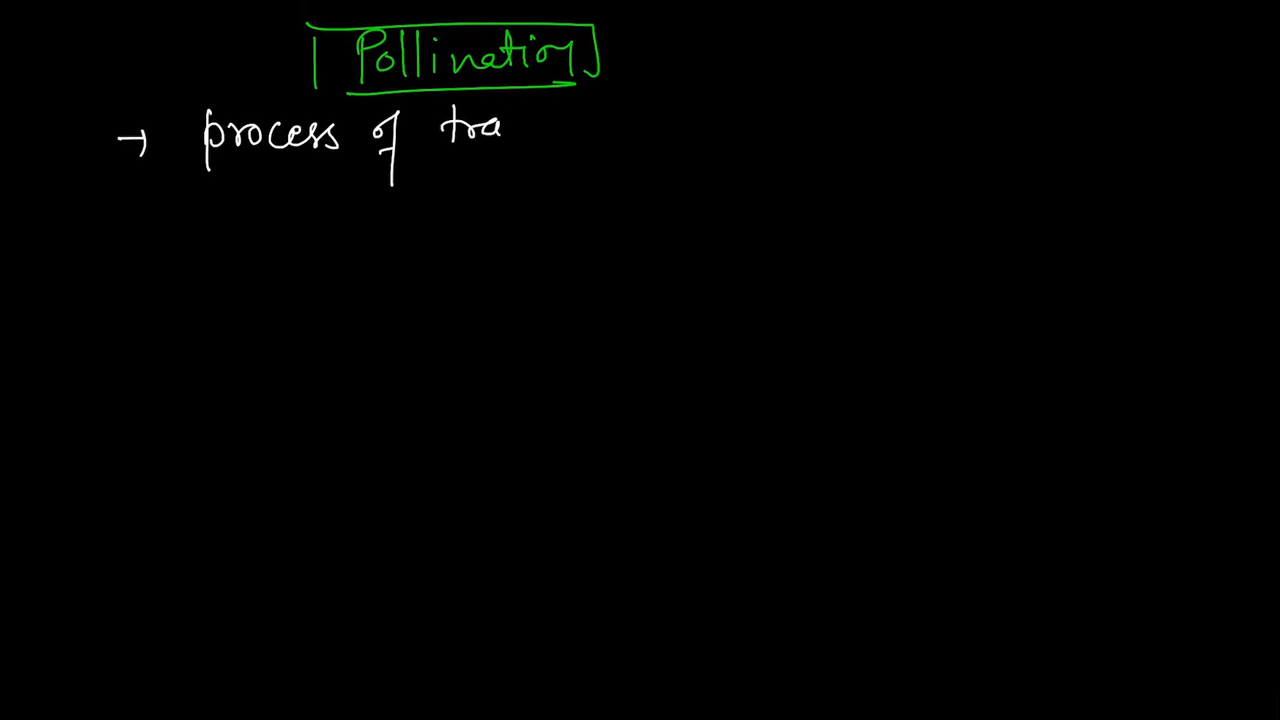 Pollination
→ process of tra